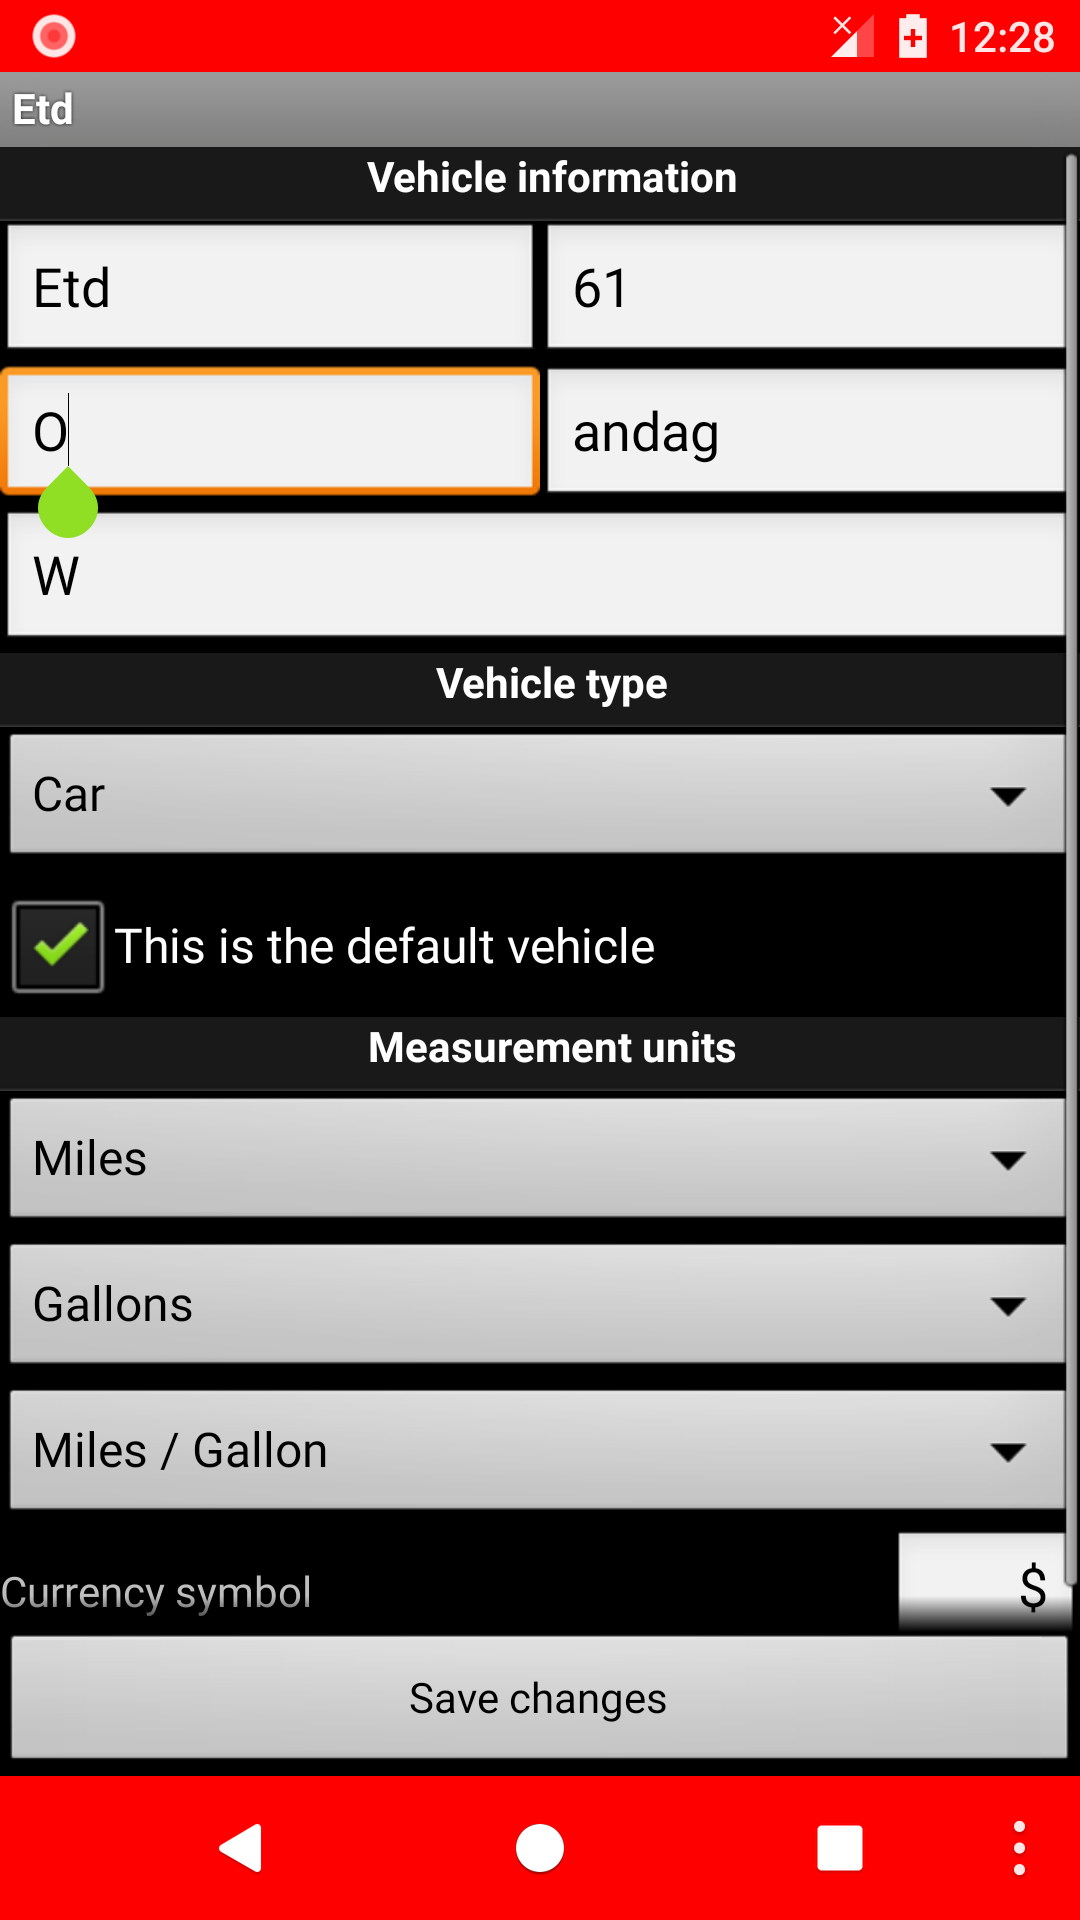 12:28
Etd
Vehicle information
Etd 61
O andag
W
Vehicle type
Car
This is the default vehicle
Measurement units
Miles
Gallons
Miles / Gallon
Currency symbol $
Save changes